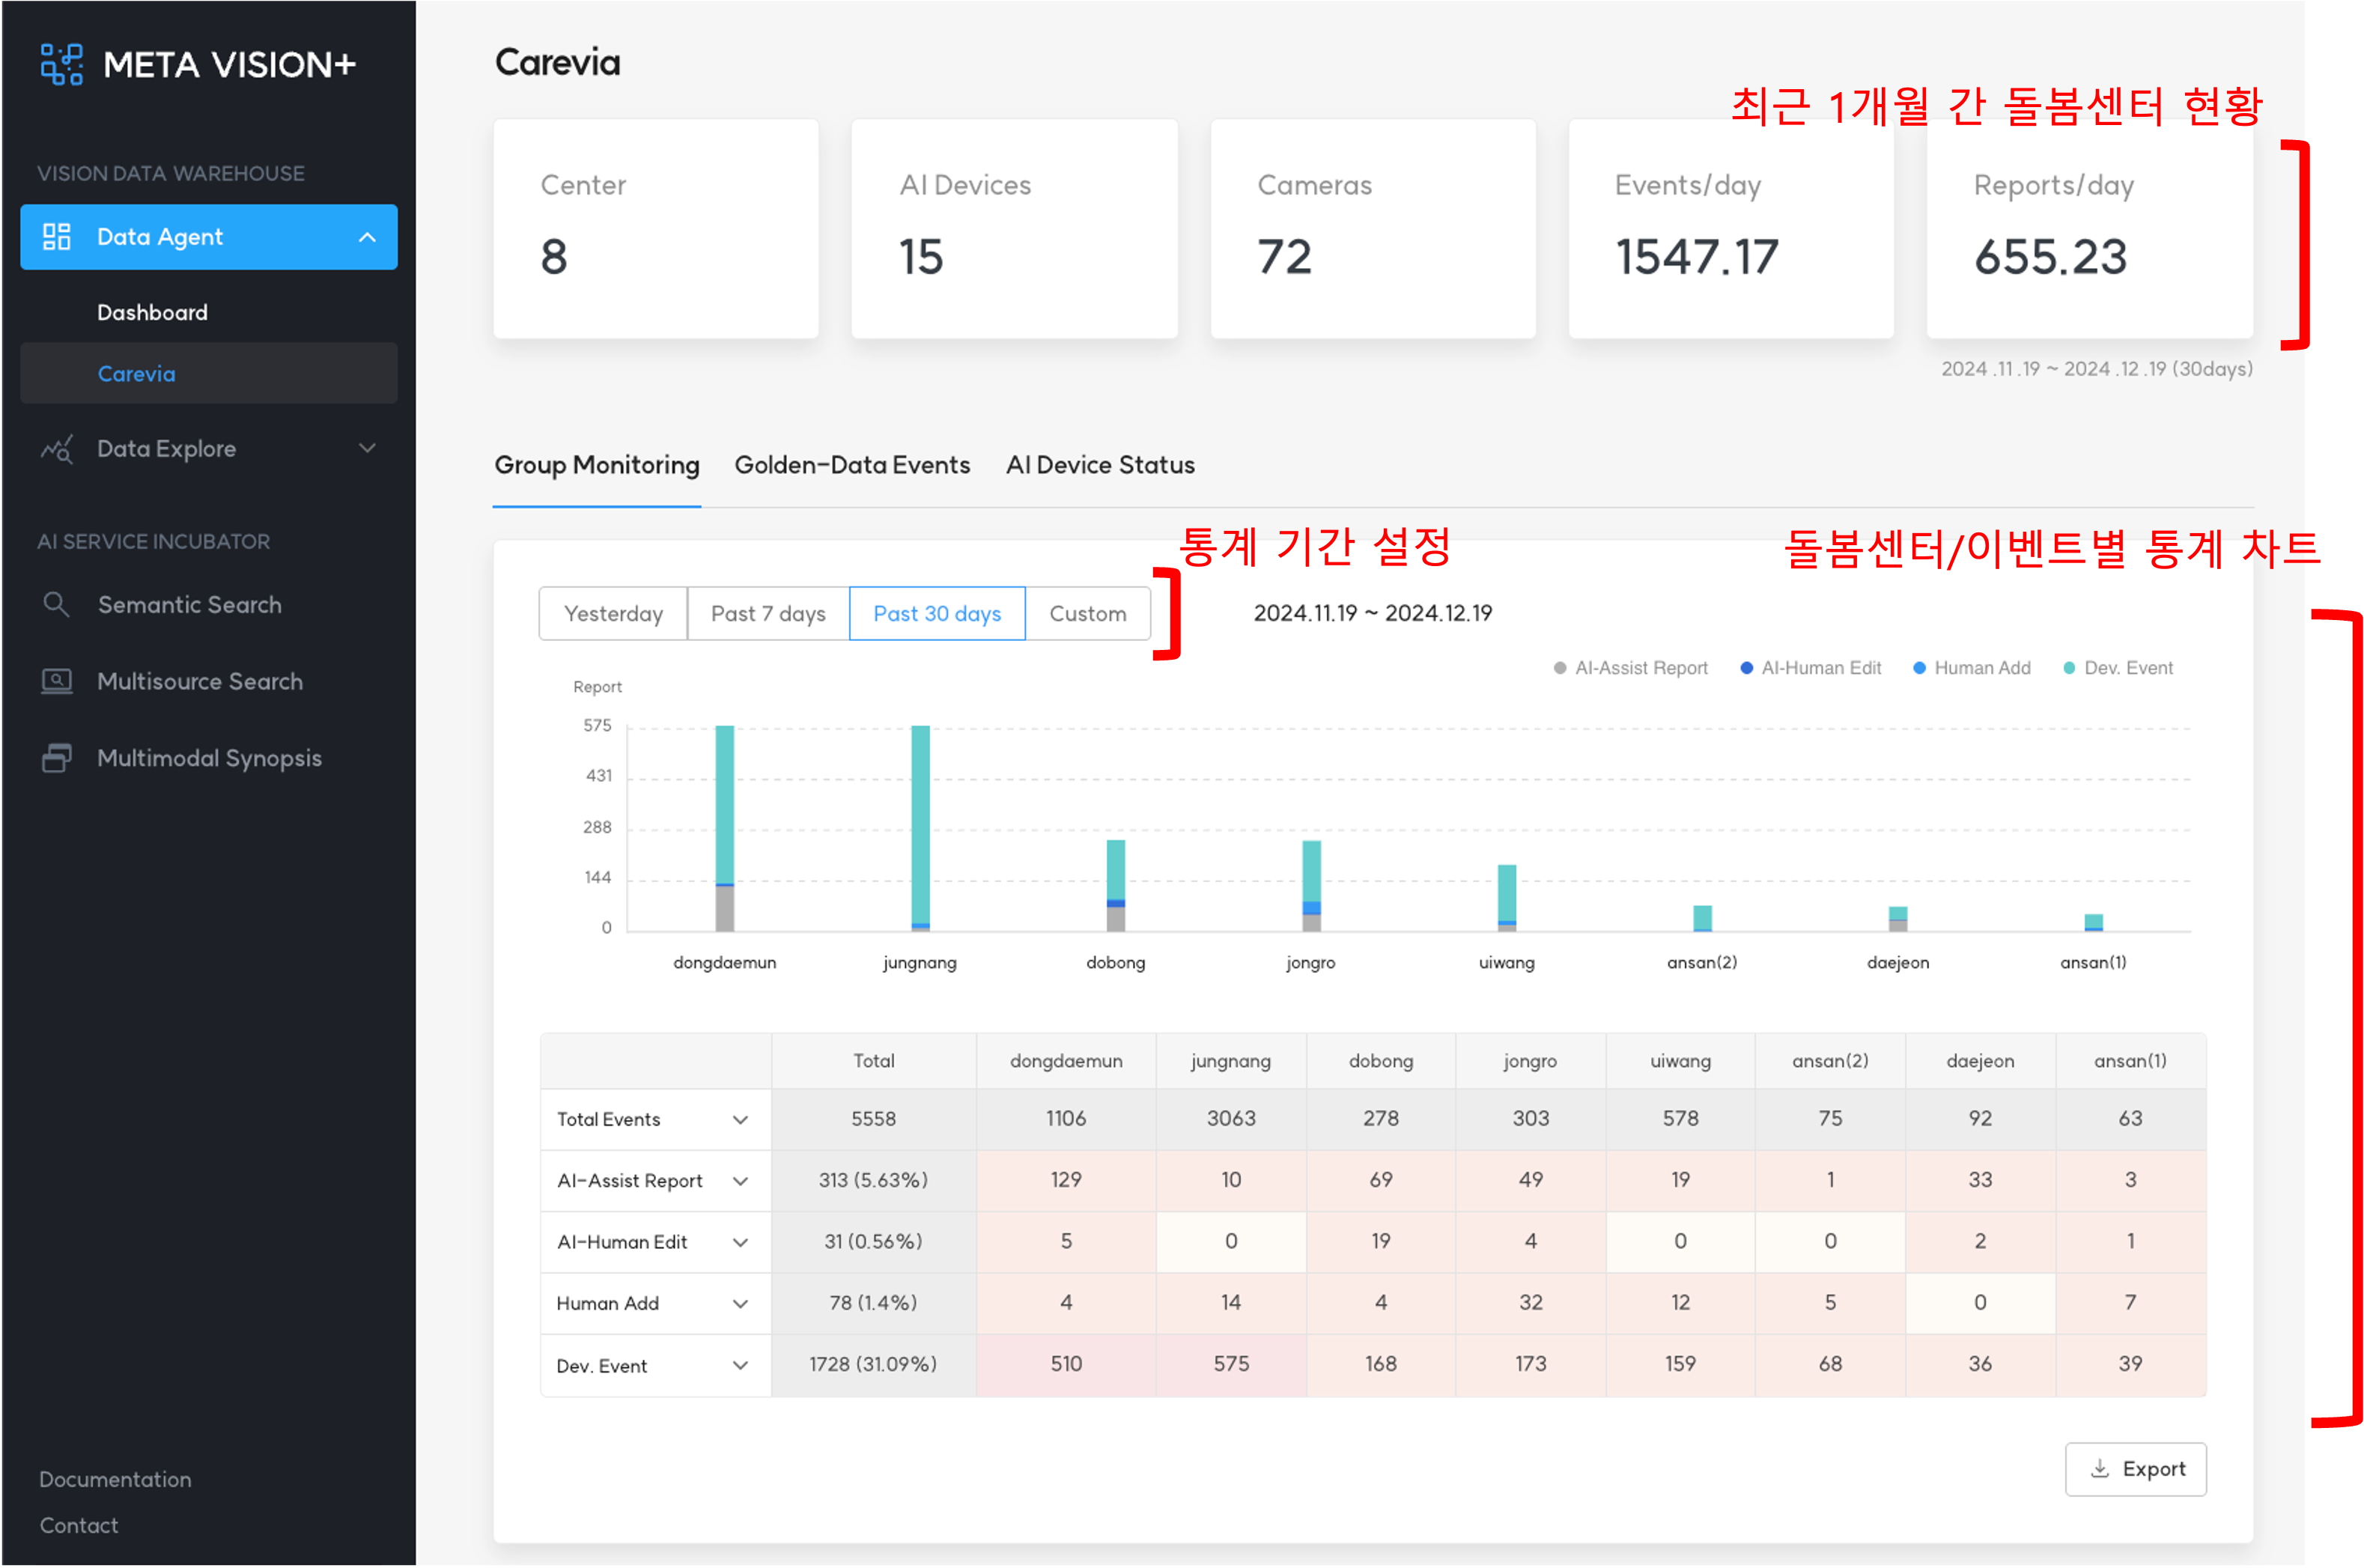 META VISION+
VISION DATA WAREHOUSE
Data Agent
Dashboard
Carevia
Data Explore
AI SERVICE INCUBATOR
Semantic Search
Multisource Search
Multimodal Synopsis
Documentation
Contact
Carevia
최근 1개월 간 돌봄센터 현황
Center AI Devices Cameras Events/day Reports/day
8 15 72 1547.17 655.23
2024 .11 .19 ~ 2024 .12 .19 (30days)
Group Monitoring Golden-Data Events AI Device Status
통계 기간 설정
돌봄센터/이벤트별 통계 차트
Yesterday Past 7 days Past 30 days Custom 2024.11.19 ~ 2024.12.19
AI-Assist Report AI-Human Edit Human Add Dev. Event
Report
575
431
288
144
0
dongdaemun jungnang dobong jongro uiwang ansan(2) daejeon ansan(1)
Total dongdaemun jungnang dobong jongro uiwang ansan(2) daejeon ansan(1)
Total Events 5558 1106 3063 278 303 578 75 92 63
AI-Assist Report 313 (5.63%) 129 10 69 49 19 1 33 3
AI-Human Edit 31 (0.56%) 5 0 19 4 0 0 2 1
Human Add 78 (1.4%) 4 14 4 32 12 5 0 7
Dev. Event 1728 (31.09%) 510 575 168 173 159 68 36 39
Export